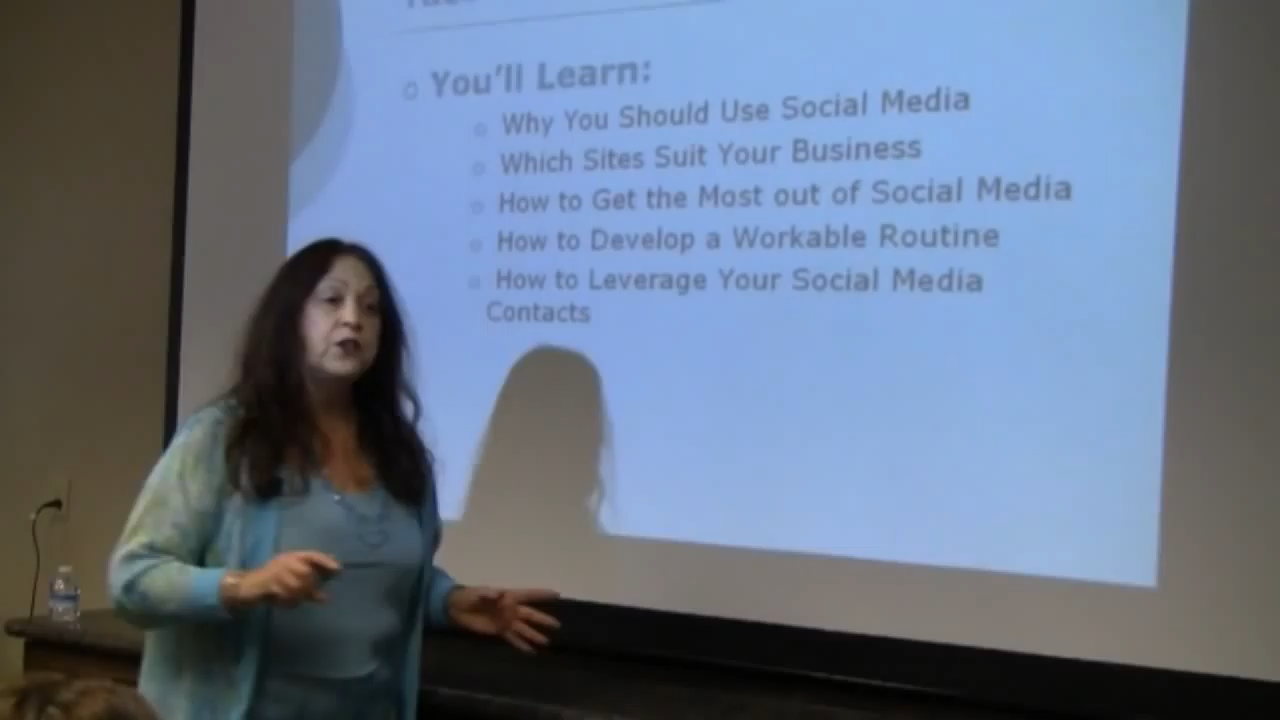 You'll Learn:
Why You Should Use Social Media
Which Sites Suit Your Business
How to Get the Most out of Social Media
How to Develop a Workable Routine
How to Leverage Your Social Media
Contacts